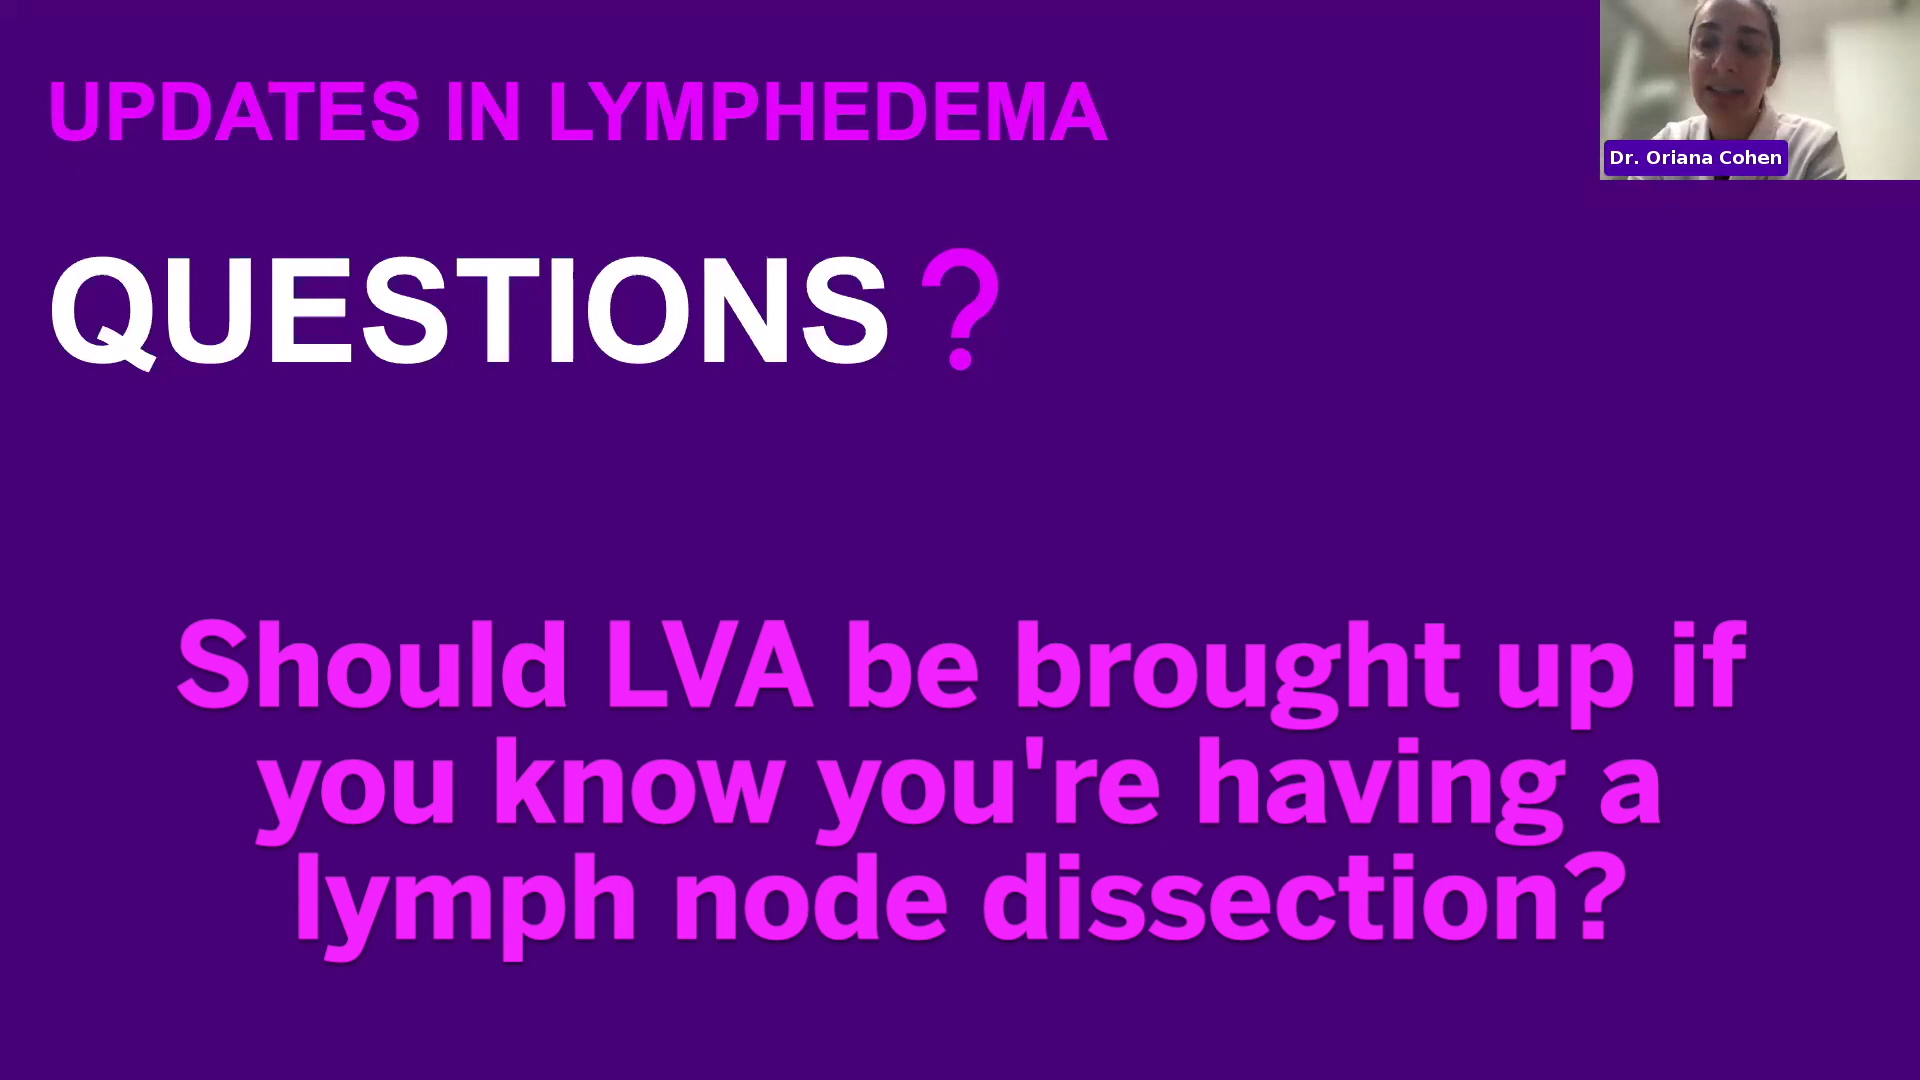 UPDATES IN LYMPHEDEMA
Dr. Oriana Cohen
QUESTIONS?
Should LVA be brought up if
you know you're having a
lymph node dissection?